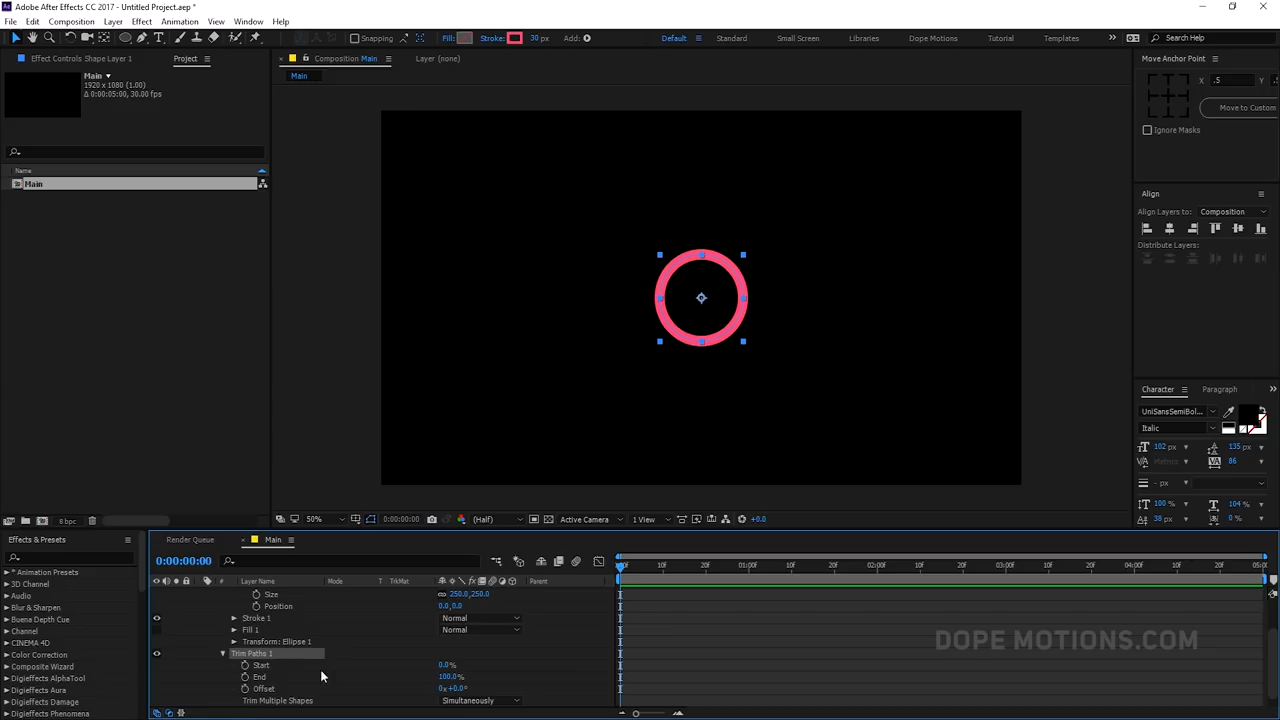 Adobe After Effects CC 2017 - Untitled Project.aep *
File Edit Composition Layer Effect Animation View Window Help
Snapping Fill: Stroke: 30 px Add: Default Standard Small Screen Libraries Dope Motions Tutorial Templates Search Help
Effect Controls Shape Layer 1 Project Composition Main Layer (none) Move Anchor Point
Main
1920 x 1080 (1.00)
Δ 0:00:05:00, 30.00 fps
Main
X .5
Move to Custom
Ignore Masks
Name
Main
Align
Align Layers to: Composition
Distribute Layers:
Character Paragraph
UniSansSemiBol...
Italic
102 px 135 px
Metrics 86
- px
100 % 104 %
38 px 0 %
8 bpc 50% 0:00:00:00 (Half) Active Camera 1 View +0.0
Effects & Presets Render Queue Main
0:00:00:00 00f 10f 20f 01:00f 10f 20f 02:00f 10f 20f 03:00f 10f 20f 04:00f 10f 20f 05:00
# Layer Name Mode T TrkMat Parent
* Animation Presets
3D Channel
Audio
Blur & Sharpen
Buena Depth Cue
Channel
CINEMA 4D
Color Correction
Composite Wizard
Digieffects AlphaTool
Digieffects Aura
Digieffects Damage
Digieffects Phenomena
Size 250.0,250.0
Position 0.0,0.0
Stroke 1 Normal
Fill 1 Normal
Transform: Ellipse 1
Trim Paths 1
Start 0.0%
End 100.0%
Offset 0x+0.0°
Trim Multiple Shapes Simultaneously
DOPE MOTIONS.COM